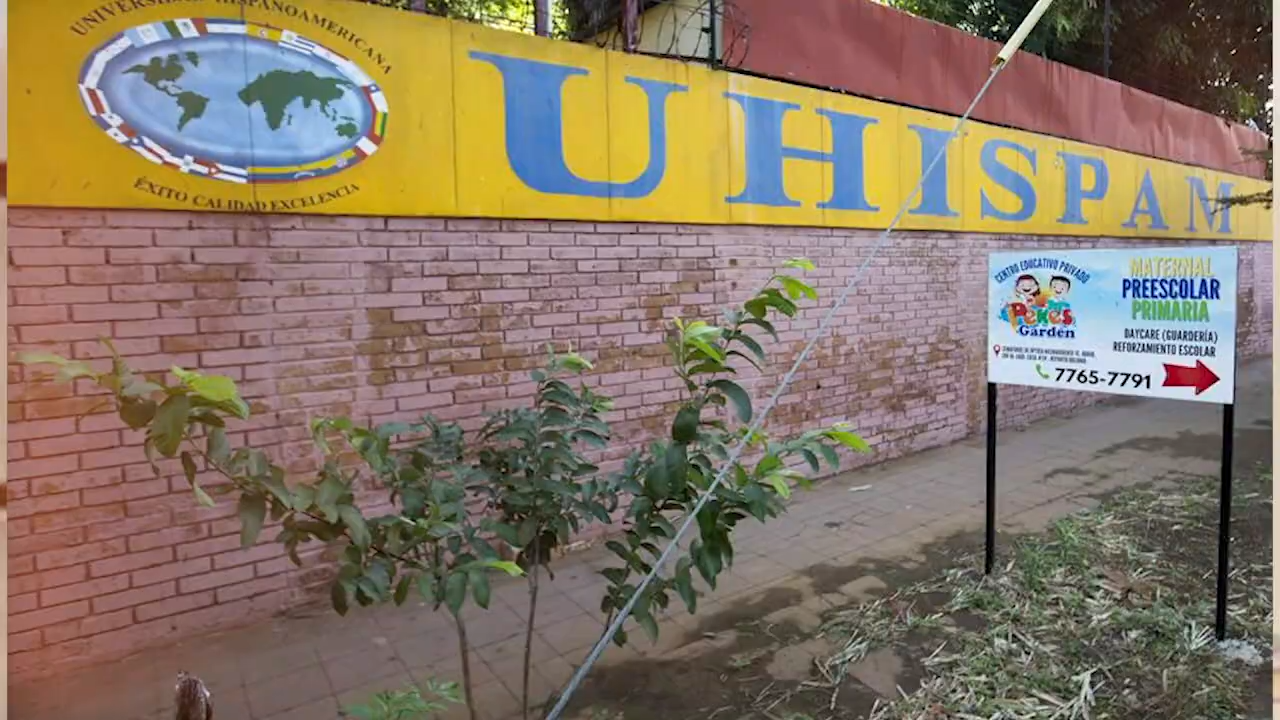 UNIVERSIDAD HISPANOAMERICANA
ÉXITO CALIDAD EXCELENCIA
UHISPAM
CENTRO EDUCATIVO PRIVADO
Pekes
Garden
MATERNAL
PREESCOLAR
PRIMARIA
DAYCARE (GUARDERÍA)
REFORZAMIENTO ESCOLAR
7765-7791